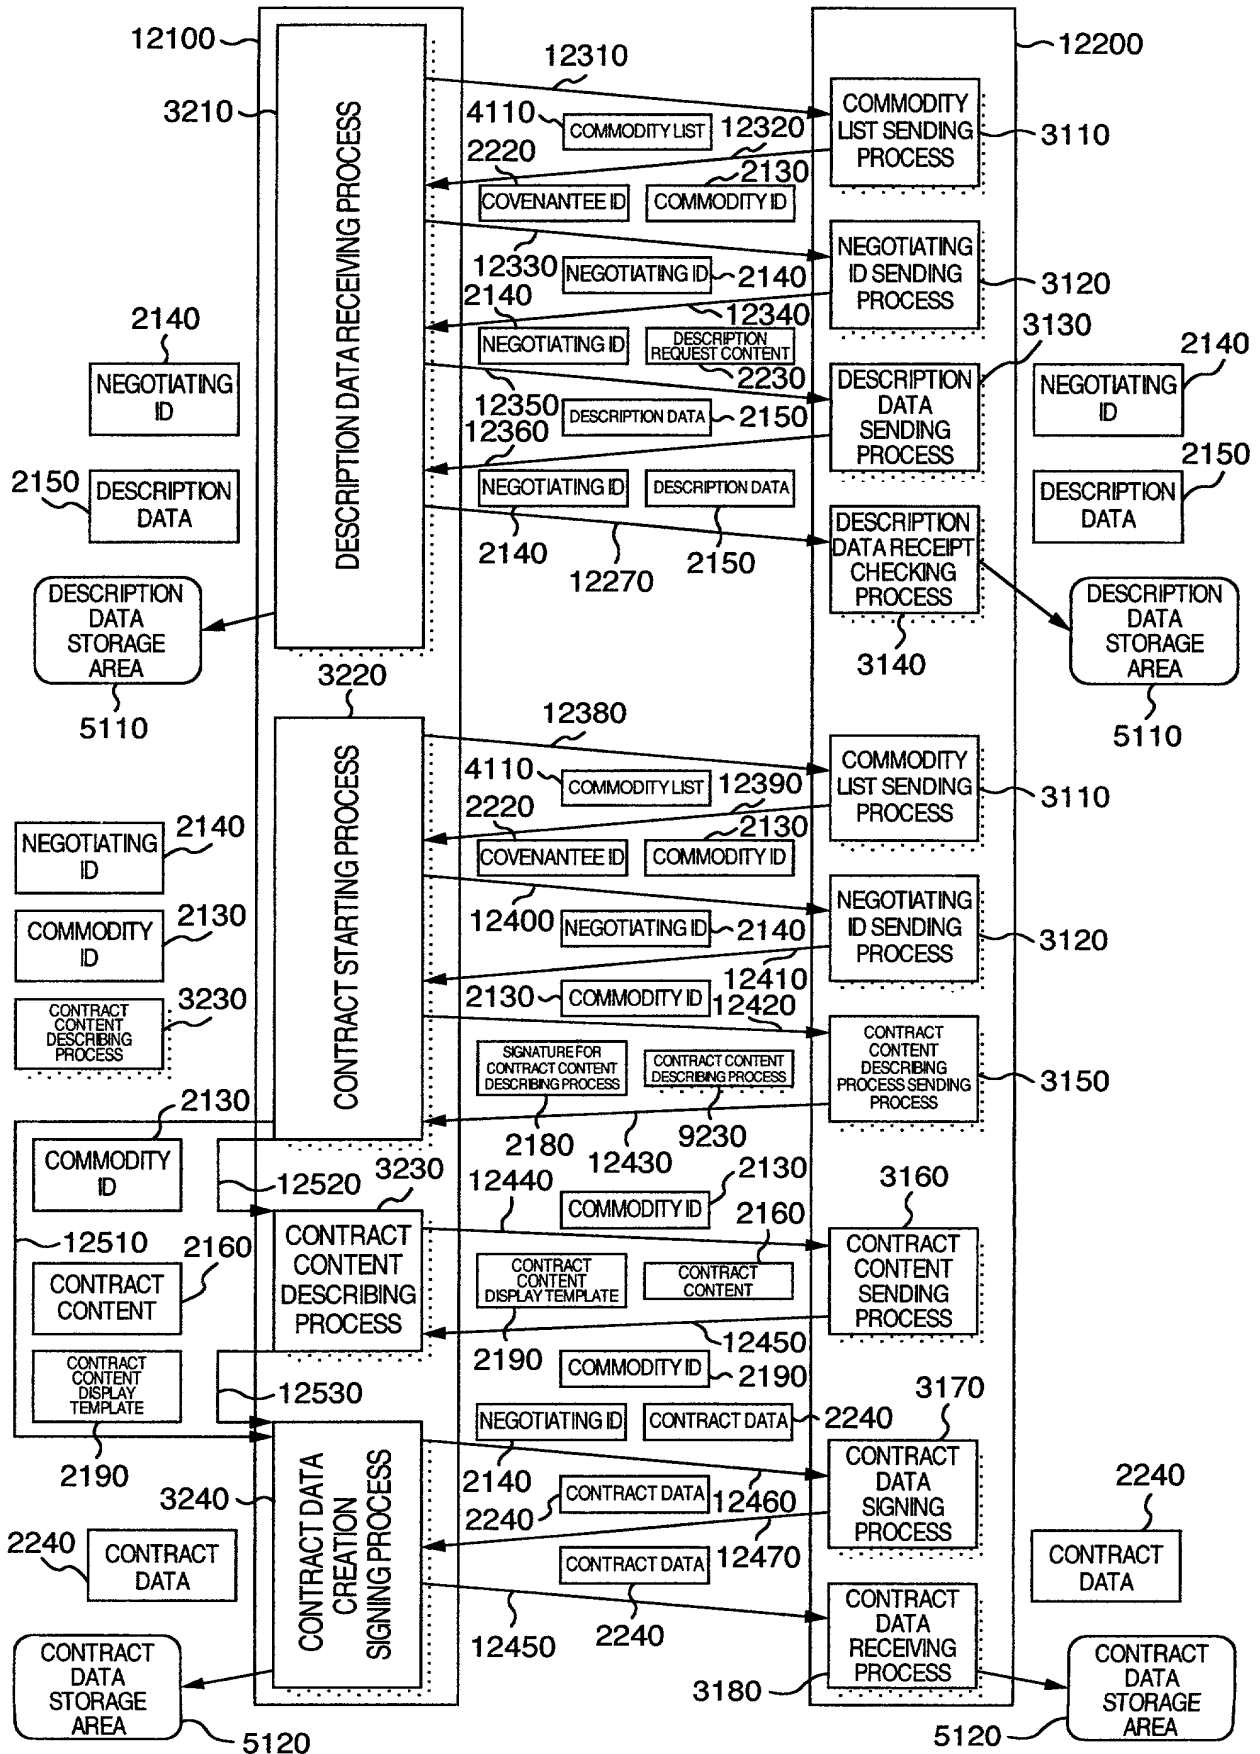 12100
12310
12200
3210
4110
COMMODITY LIST
12320
COMMODITY
LIST SENDING
PROCESS
3110
2220
2130
COVENANTEE ID
COMMODITY ID
DESCRIPTION DATA RECEIVING PROCESS
12330
NEGOTIATING ID
2140
NEGOTIATING
ID SENDING
PROCESS
3120
2140
12340
NEGOTIATING ID
DESCRIPTION
REQUEST CONTENT
2230
3130
2140
NEGOTIATING
ID
2140
NEGOTIATING
ID
12350
DESCRIPTION DATA
2150
DESCRIPTION
DATA
SENDING
PROCESS
12360
2150
DESCRIPTION
DATA
2150
DESCRIPTION
DATA
NEGOTIATING ID
DESCRIPTION DATA
2140
2150
12270
DESCRIPTION
DATA RECEIPT
CHECKING
PROCESS
3140
DESCRIPTION
DATA
STORAGE
AREA
5110
DESCRIPTION
DATA
STORAGE
AREA
5110
3220
CONTRACT STARTING PROCESS
12380
4110
COMMODITY LIST
12390
COMMODITY
LIST SENDING
PROCESS
3110
2220
2130
COVENANTEE ID
COMMODITY ID
NEGOTIATING
ID
2140
12400
NEGOTIATING ID
2140
NEGOTIATING
ID SENDING
PROCESS
3120
COMMODITY
ID
2130
12410
2130
COMMODITY ID
12420
CONTRACT
CONTENT
DESCRIBING
PROCESS
3230
SIGNATURE FOR
CONTRACT CONTENT
DESCRIBING PROCESS
CONTRACT CONTENT
DESCRIBING PROCESS
CONTRACT
CONTENT
DESCRIBING
PROCESS SENDING
PROCESS
3150
2180
9230
12430
2130
COMMODITY
ID
12520
3230
12440
COMMODITY ID
2130
3160
12510
2160
CONTRACT
CONTENT
CONTRACT
CONTENT
DESCRIBING
PROCESS
CONTRACT
CONTENT
DISPLAY TEMPLATE
2160
CONTRACT
CONTENT
CONTRACT
CONTENT
SENDING
PROCESS
2190
12450
COMMODITY ID
2190
CONTRACT
CONTENT
DISPLAY
TEMPLATE
2190
12530
3170
NEGOTIATING ID
CONTRACT DATA
2240
2140
12460
3240
CONTRACT DATA
CREATION
SIGNING PROCESS
2240
CONTRACT DATA
12470
CONTRACT
DATA
SIGNING
PROCESS
2240
CONTRACT
DATA
2240
CONTRACT
DATA
CONTRACT DATA
2240
12450
CONTRACT
DATA
RECEIVING
PROCESS
3180
CONTRACT
DATA
STORAGE
AREA
5120
CONTRACT
DATA
STORAGE
AREA
5120